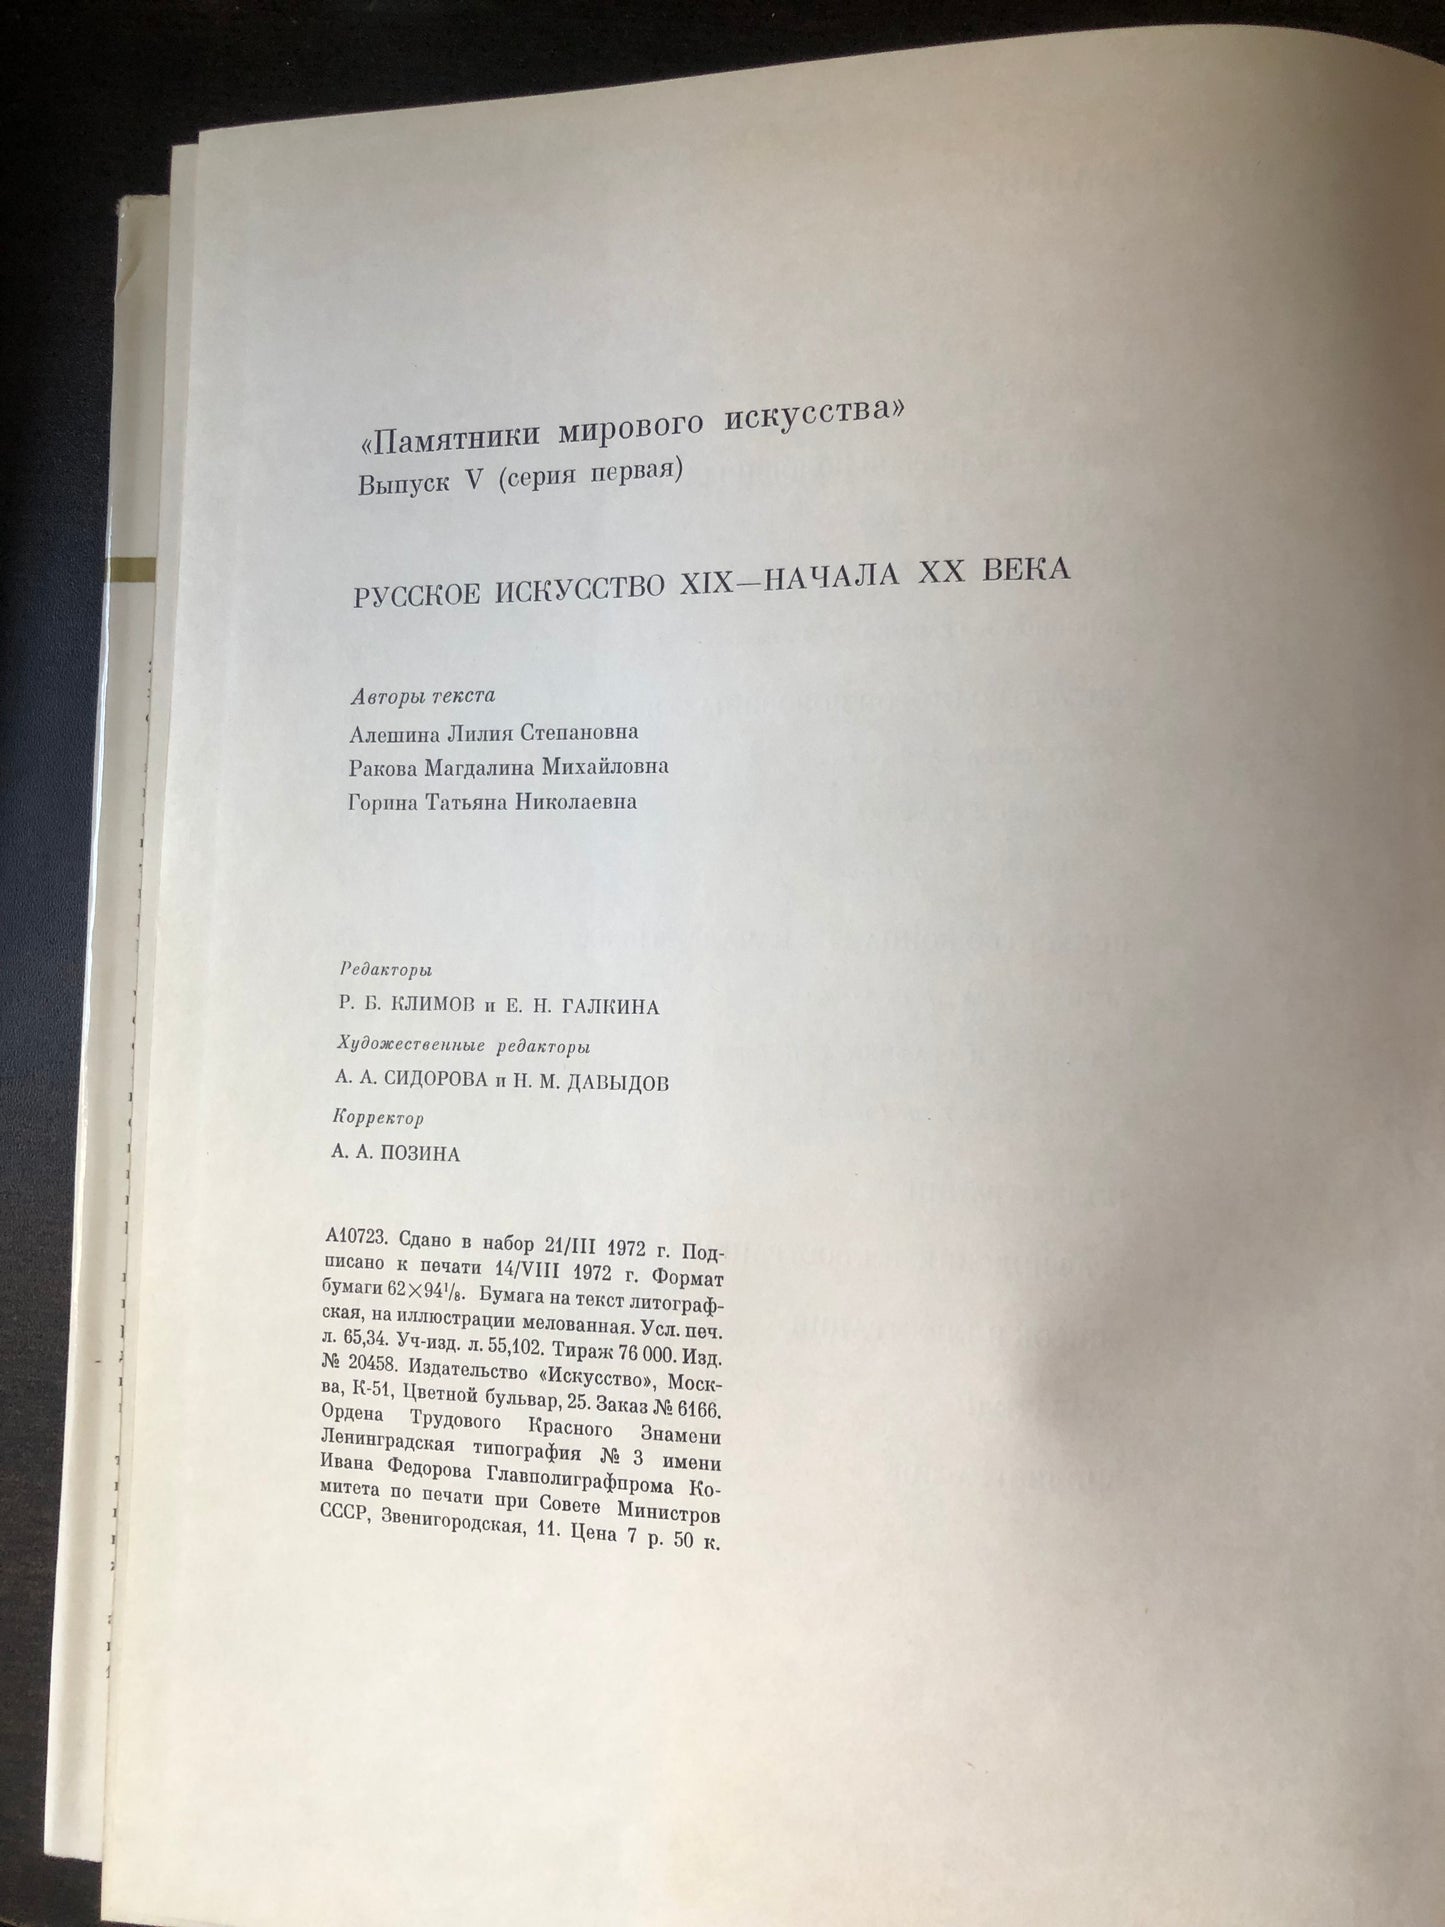 «Памятники мирового искусства»
Выпуск V (серия первая)
РУССКОЕ ИСКУССТВО XIX—НАЧАЛА XX ВЕКА
Авторы текста
Алешина Лилия Степановна
Ракова Магдалина Михайловна
Горина Татьяна Николаевна
Редакторы
Р. Б. КЛИМОВ и Е. Н. ГАЛКИНА
Художественные редакторы
А. А. СИДОРОВА и Н. М. ДАВЫДОВ
Корректор
А. А. ПОЗИНА
А10723. Сдано в набор 21/III 1972 г. Под-
писано к печати 14/VIII 1972 г. Формат
бумаги 62×94⅛. Бумага на текст литограф-
ская, на иллюстрации мелованная. Усл. печ.
л. 65,34. Уч-изд. л. 55,102. Тираж 76 000. Изд.
№ 20458. Издательство «Искусство», Моск-
ва, К-51, Цветной бульвар, 25. Заказ № 6166.
Ордена Трудового Красного Знамени
Ленинградская типография № 3 имени
Ивана Федорова Главполиграфпрома Ко-
митета по печати при Совете Министров
СССР, Звенигородская, 11. Цена 7 р. 50 к.